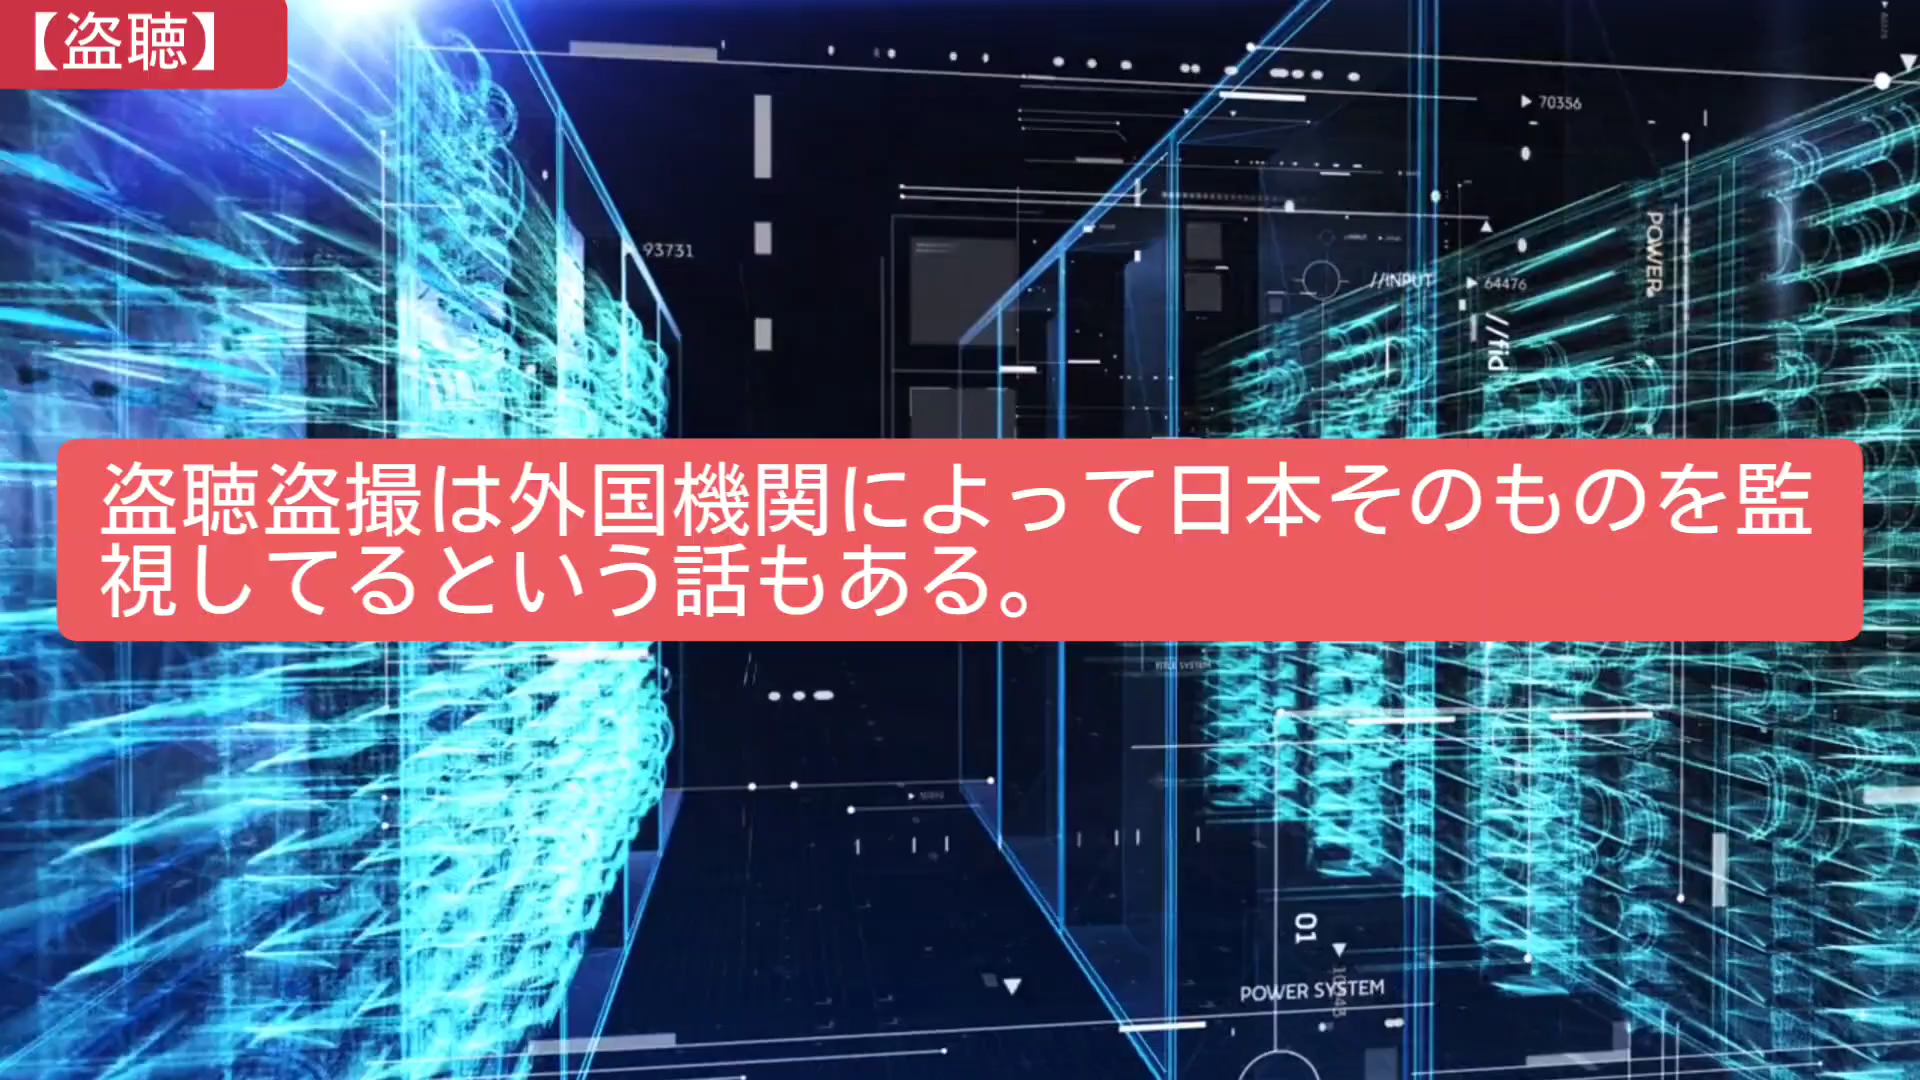 【盗聴】
70356
93731
//INPUT
64476
POWER
//fid
盗聴盗撮は外国機関によって日本そのものを監
視してるという話もある。
TITLE SYSTEM
01
POWER SYSTEM